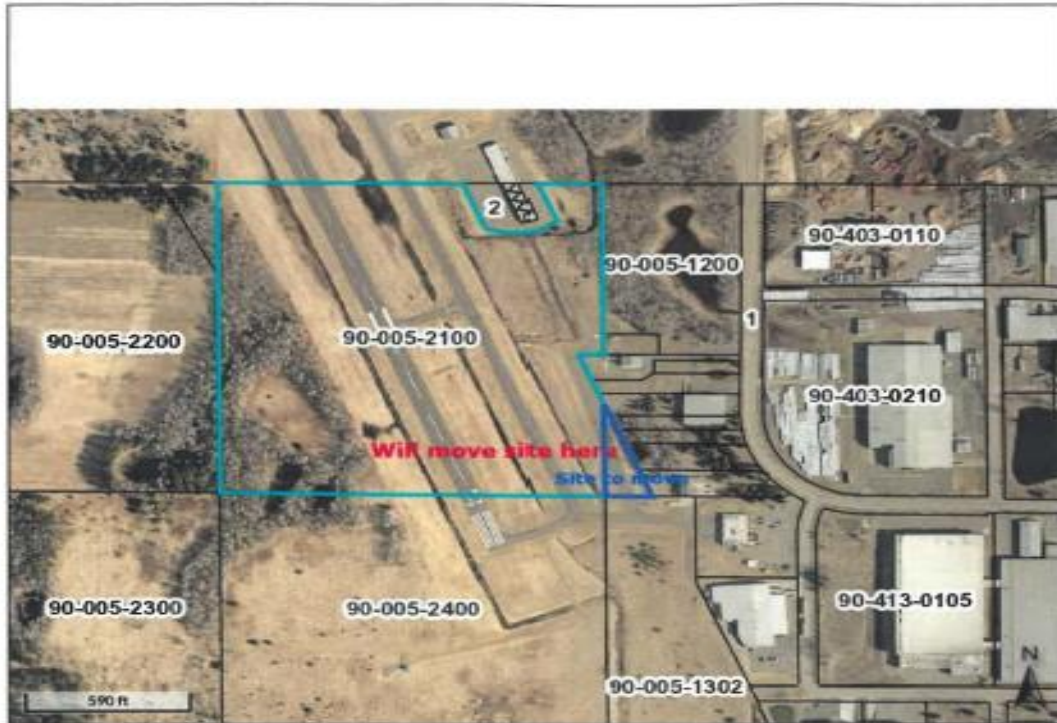 90-403-0110
2
90-005-1200
1
90-005-2100
90-005-2200
90-403-0210
Will move site here
Site to move
90-005-2300
90-005-2400
90-413-0105
N
90-005-1302
590 ft